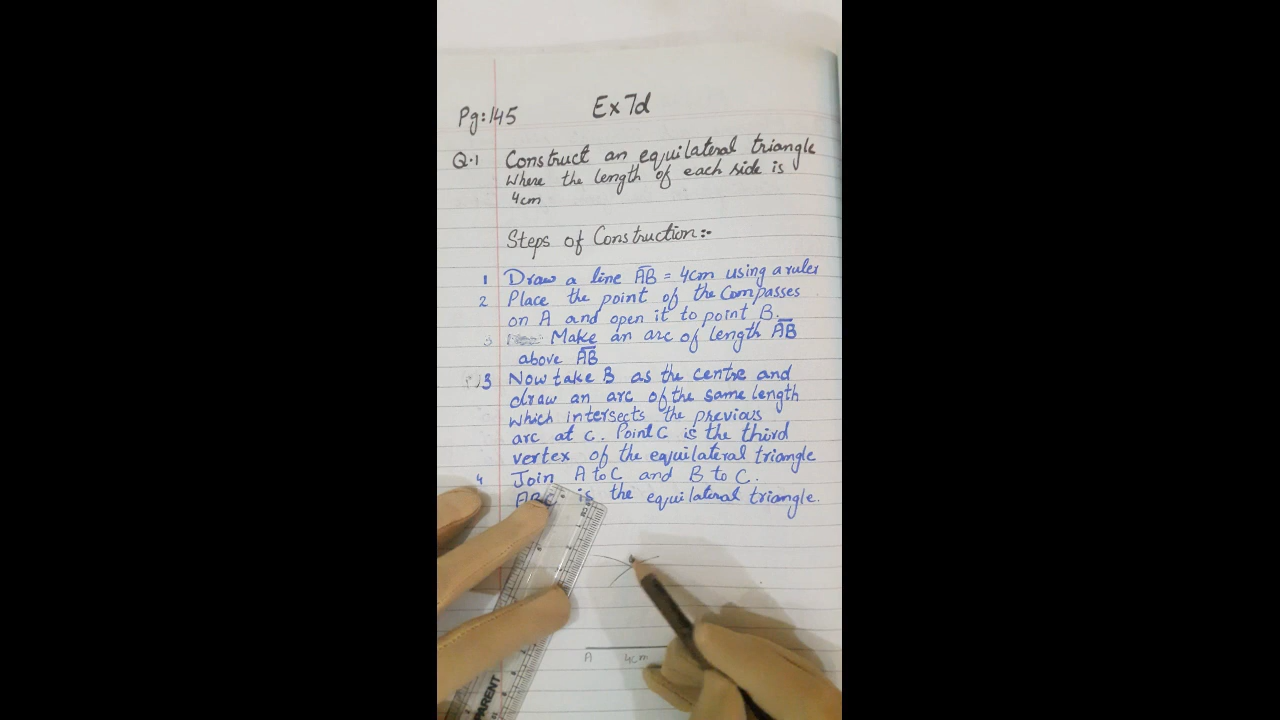 Pg:145 Ex7d
Q.1 Construct an equilateral triangle
where the length of each side is
4cm
Steps of Construction:-
1 Draw a line AB = 4cm using a ruler
2 Place the point of the Compasses
on A and open it to point B.
3 Make an arc of length AB
above AB
3 Now take B as the centre and
draw an arc of the same length
which intersects the previous
arc at c. Point C is the third
vertex of the equilateral triangle
4 Join A to C and B to C.
is the equilateral triangle.
A 4cm
PARENT